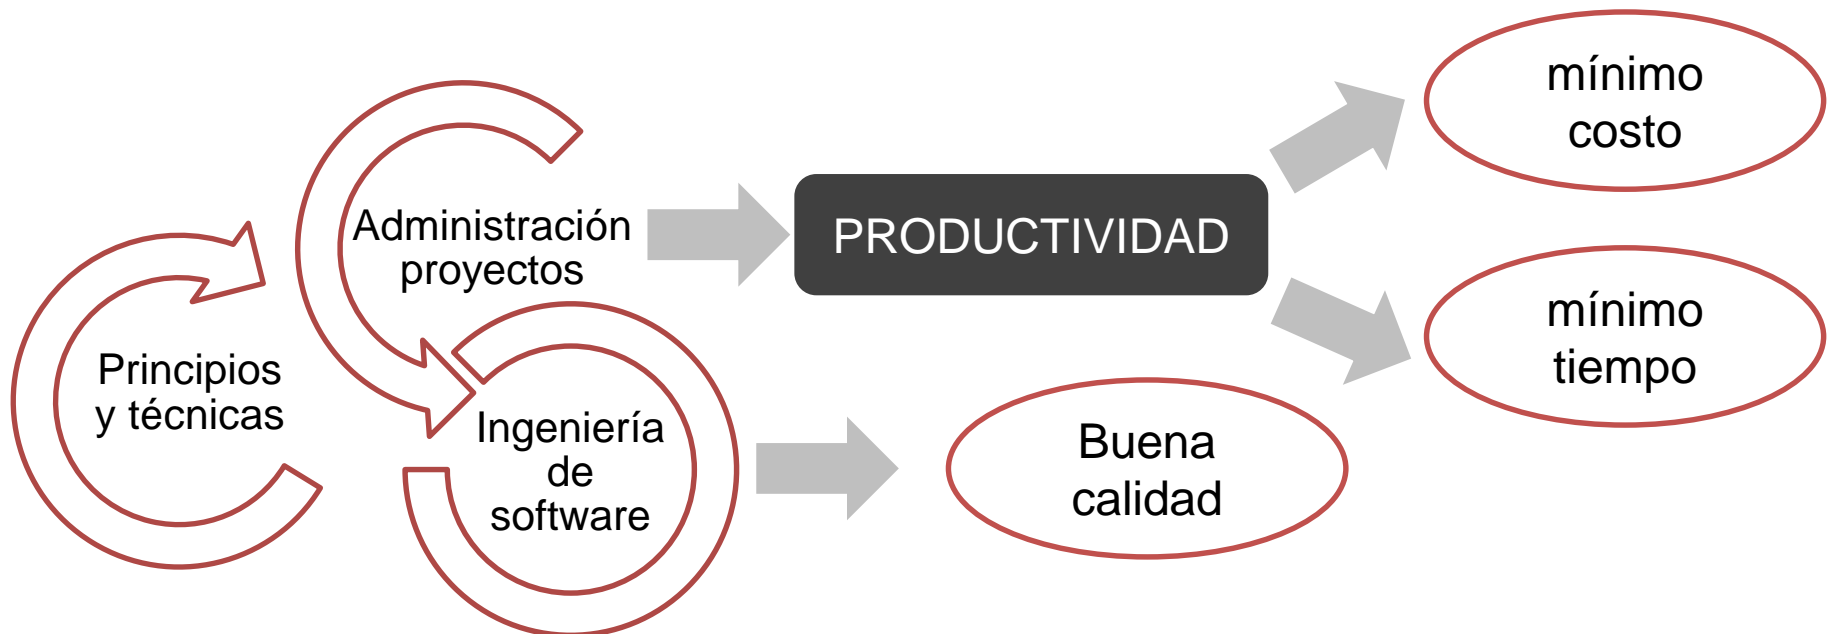 Principios
y técnicas
Administración
proyectos
Ingeniería
de
software
PRODUCTIVIDAD
mínimo
costo
mínimo
tiempo
Buena
calidad